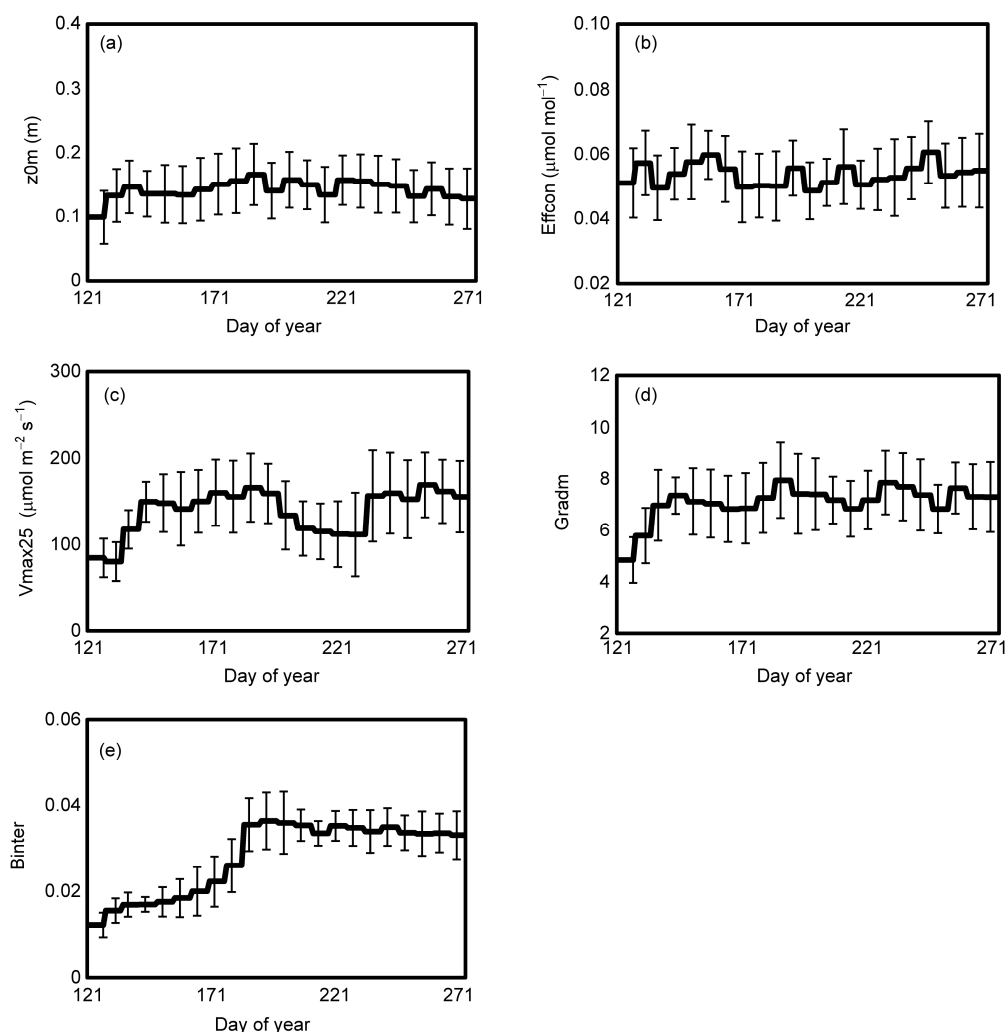 (a)
z0m (m)
0.4
0.3
0.2
0.1
0
121
171
221
271
Day of year
(b)
Effcon (μmol mol⁻¹)
0.10
0.08
0.06
0.04
0.02
121
171
221
271
Day of year
(c)
Vmax25 (μmol m⁻² s⁻¹)
300
200
100
0
121
171
221
271
Day of year
(d)
Gradm
12
10
8
6
4
2
121
171
221
271
Day of year
(e)
Binter
0.06
0.04
0.02
0
121
171
221
271
Day of year